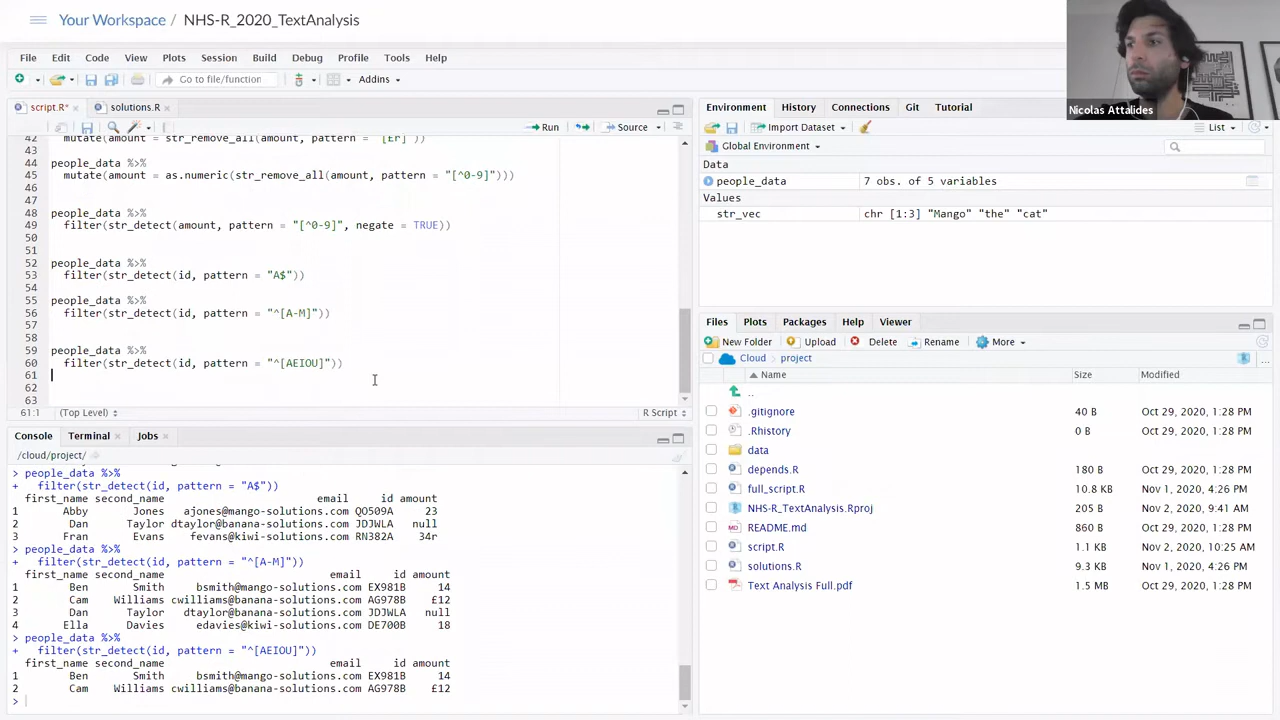 Your Workspace / NHS-R_2020_TextAnalysis
Nicolas Attalides
File Edit Code View Plots Session Build Debug Profile Tools Help
Go to file/function Addins
script.R* × solutions.R ×
Run Source
42 mutate(amount = str_remove_all(amount, pattern = "[£r]"))
43
44 people_data %>%
45 mutate(amount = as.numeric(str_remove_all(amount, pattern = "[^0-9]")))
46
47
48 people_data %>%
49 filter(str_detect(amount, pattern = "[^0-9]", negate = TRUE))
50
51
52 people_data %>%
53 filter(str_detect(id, pattern = "A$"))
54
55 people_data %>%
56 filter(str_detect(id, pattern = "^[A-M]"))
57
58
59 people_data %>%
60 filter(str_detect(id, pattern = "^[AEIOU]"))
61
62
63
61:1 (Top Level) R Script
Console Terminal × Jobs ×
/cloud/project/
> people_data %>%
+ filter(str_detect(id, pattern = "A$"))
first_name second_name email id amount
1 Abby Jones ajones@mango-solutions.com QO509A 23
2 Dan Taylor dtaylor@banana-solutions.com JDJWLA null
3 Fran Evans fevans@kiwi-solutions.com RN382A 34r
> people_data %>%
+ filter(str_detect(id, pattern = "^[A-M]"))
first_name second_name email id amount
1 Ben Smith bsmith@mango-solutions.com EX981B 14
2 Cam Williams cwilliams@banana-solutions.com AG978B £12
3 Dan Taylor dtaylor@banana-solutions.com JDJWLA null
4 Ella Davies edavies@kiwi-solutions.com DE700B 18
> people_data %>%
+ filter(str_detect(id, pattern = "^[AEIOU]"))
first_name second_name email id amount
1 Ben Smith bsmith@mango-solutions.com EX981B 14
2 Cam Williams cwilliams@banana-solutions.com AG978B £12
>
Environment History Connections Git Tutorial
Import Dataset List
Global Environment
Data
people_data 7 obs. of 5 variables
Values
str_vec chr [1:3] "Mango" "the" "cat"
Files Plots Packages Help Viewer
New Folder Upload Delete Rename More
Cloud project ...
Name Size Modified
..
.gitignore 40 B Oct 29, 2020, 1:28 PM
.Rhistory 0 B Oct 29, 2020, 1:28 PM
data
depends.R 180 B Oct 29, 2020, 1:28 PM
full_script.R 10.8 KB Nov 1, 2020, 4:26 PM
NHS-R_TextAnalysis.Rproj 205 B Nov 2, 2020, 9:41 AM
README.md 860 B Oct 29, 2020, 1:28 PM
script.R 1.1 KB Nov 2, 2020, 10:25 AM
solutions.R 9.3 KB Nov 1, 2020, 4:26 PM
Text Analysis Full.pdf 1.5 MB Oct 29, 2020, 1:28 PM